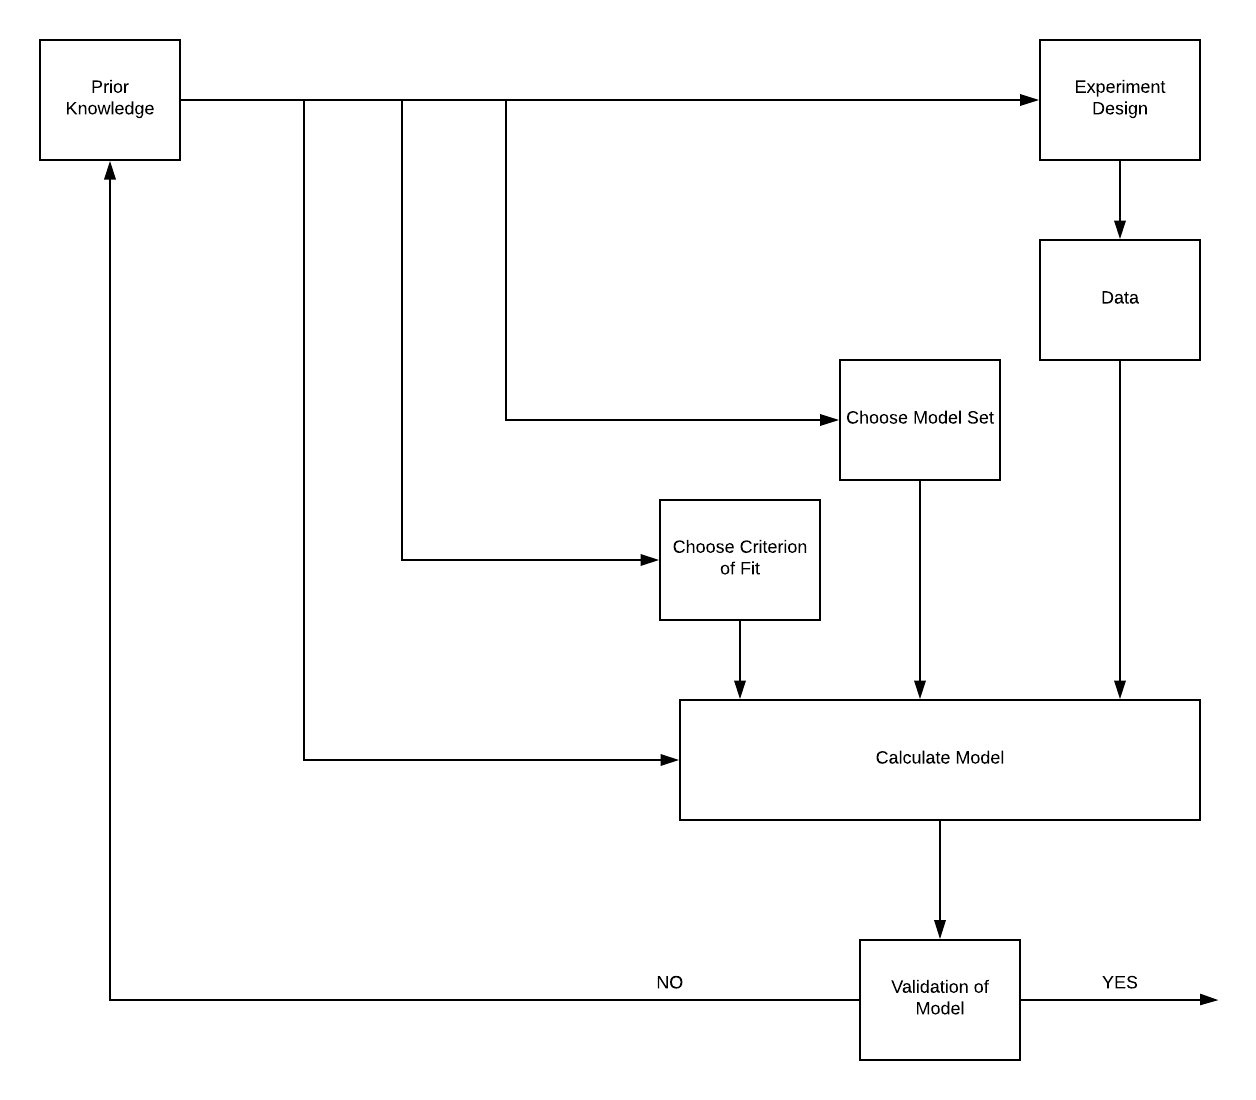 Prior
Knowledge
Experiment
Design
Data
Choose Model Set
Choose Criterion
of Fit
Calculate Model
NO
Validation of
Model
YES